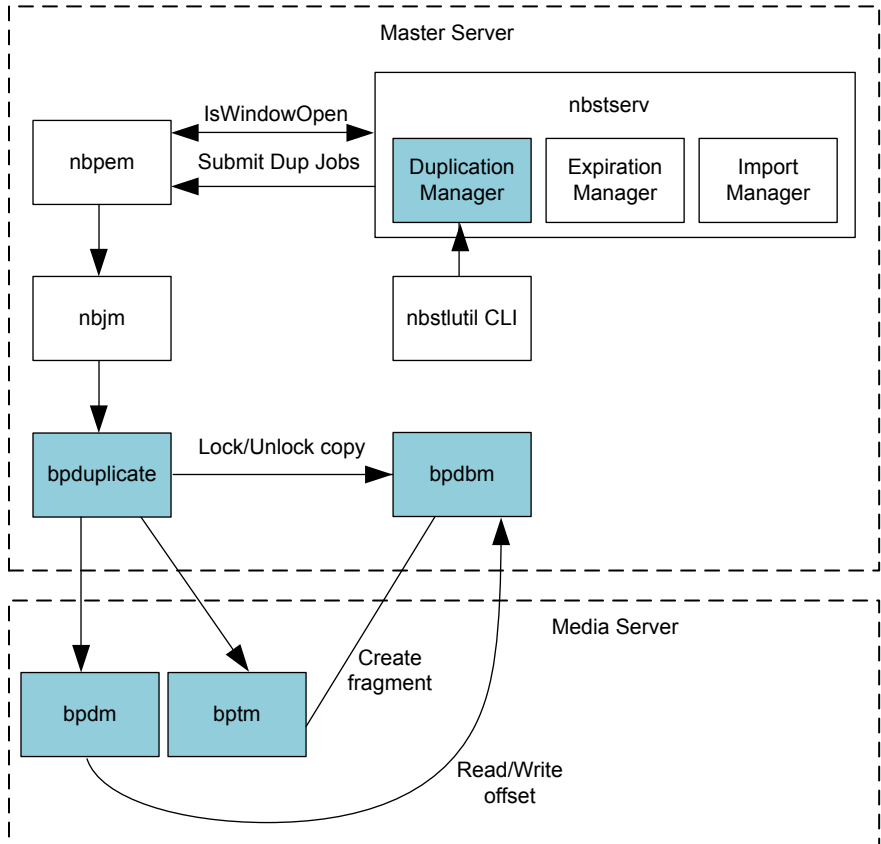 Master Server
IsWindowOpen
nbstserv
nbpem
Submit Dup Jobs
Duplication
Manager
Expiration
Manager
Import
Manager
nbjm
nbstlutil CLI
bpduplicate
Lock/Unlock copy
bpdbm
Media Server
Create
fragment
bpdm
bptm
Read/Write
offset